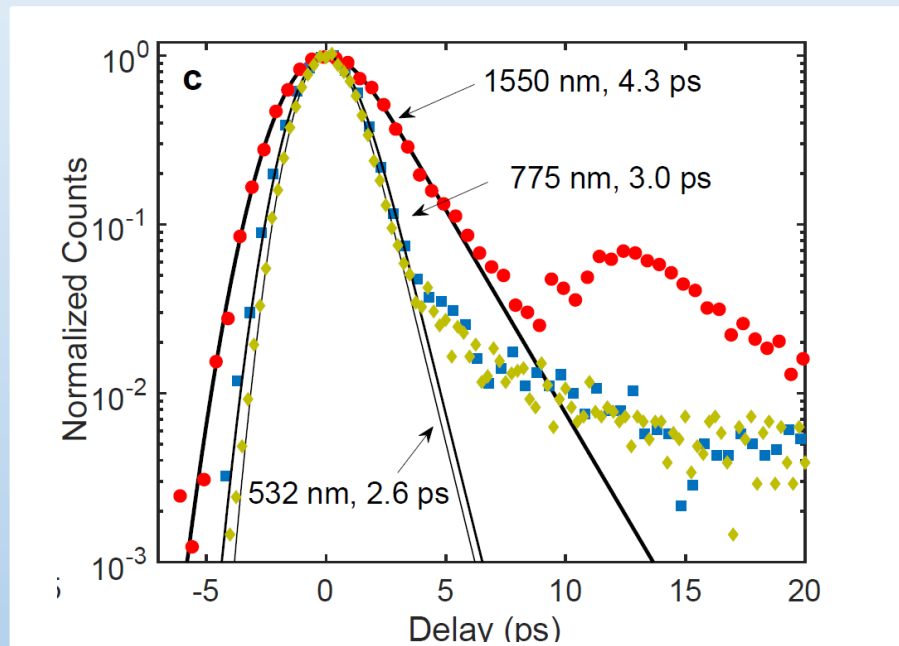 c
1550 nm, 4.3 ps
775 nm, 3.0 ps
532 nm, 2.6 ps
Normalized Counts
10^0
10^-1
10^-2
10^-3
-5 0 5 10 15 20
Delay (ps)